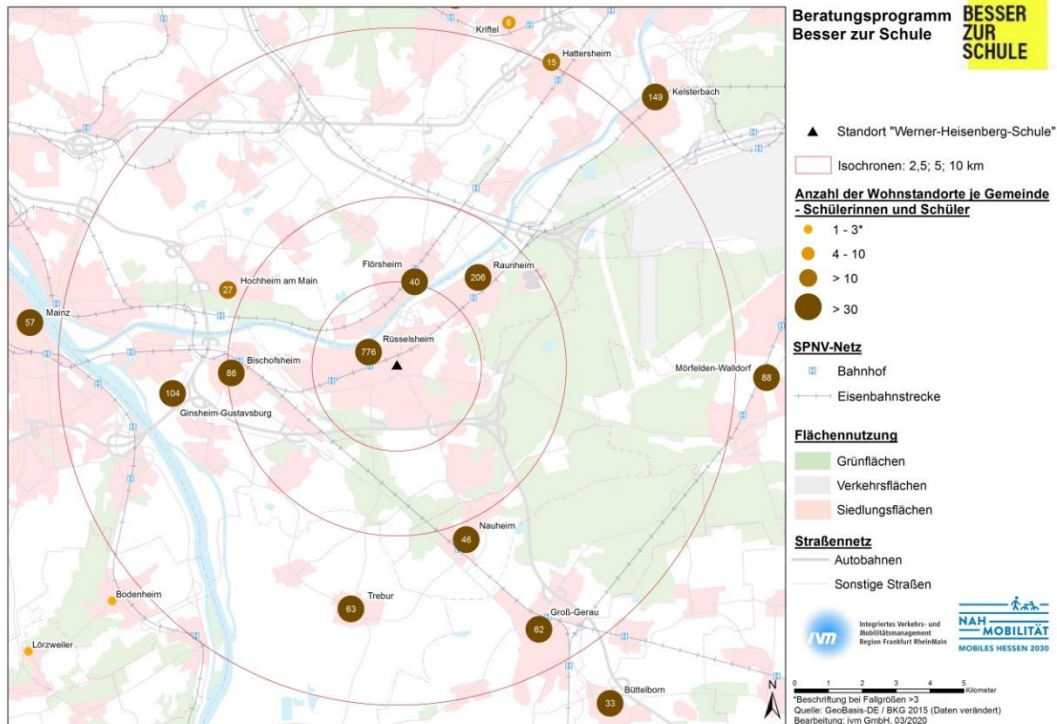 Beratungsprogramm
Besser zur Schule
BESSER
ZUR
SCHULE
Standort "Werner-Heisenberg-Schule"
Isochronen: 2,5; 5; 10 km
Anzahl der Wohnstandorte je Gemeinde
- Schülerinnen und Schüler
1 - 3*
4 - 10
> 10
> 30
SPNV-Netz
Bahnhof
Eisenbahnstrecke
Flächennutzung
Grünflächen
Verkehrsflächen
Siedlungsflächen
Straßennetz
Autobahnen
Sonstige Straßen
ivm
Integriertes Verkehrs- und
Mobilitätsmanagement
Region Frankfurt RheinMain
NAH
MOBILITÄT
MOBILES HESSEN 2030
0 1 2 3 4 5
Kilometer
N
*Beschriftung bei Fallgrößen >3
Quelle: GeoBasis-DE / BKG 2015 (Daten verändert)
Bearbeitung: ivm GmbH, 03/2020
6
Kriftel
Hattersheim
15
Kelsterbach
149
Flörsheim
40
Raunheim
206
Hochheim am Main
27
Mainz
57
Rüsselsheim
776
Bischofsheim
86
Mörfelden-Walldorf
88
104
Ginsheim-Gustavsburg
Nauheim
46
Bodenheim
Trebur
63
Groß-Gerau
62
Lörzweiler
Büttelborn
33